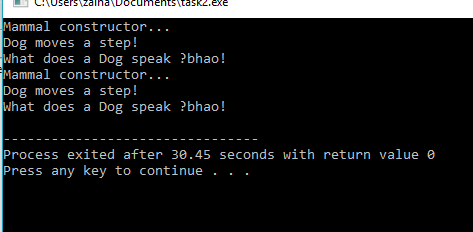 C:\Users\zaina\Documents\task2.exe
Mammal constructor...
Dog moves a step!
What does a Dog speak ?bhao!
Mammal constructor...
Dog moves a step!
What does a Dog speak ?bhao!
--------------------------------
Process exited after 30.45 seconds with return value 0
Press any key to continue . . .